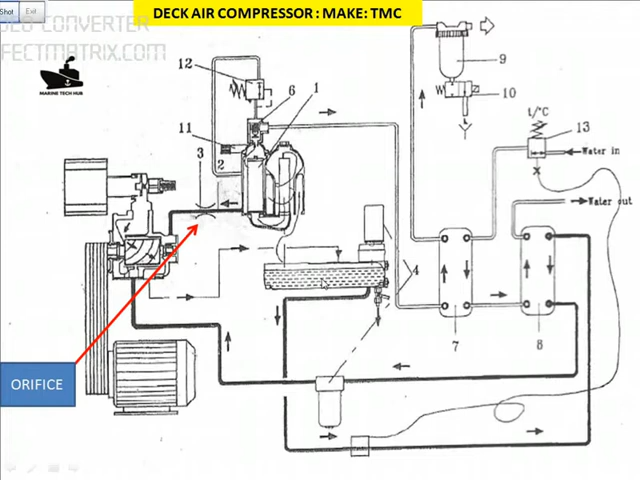 Shot Exit
DECK AIR COMPRESSOR : MAKE: TMC
CONVERTER
FECTMATRIX.COM
MARINE TECH HUB
12
6
1
9
10
11
3
2
t/°C
13
Water in
Water out
4
7
8
ORIFICE